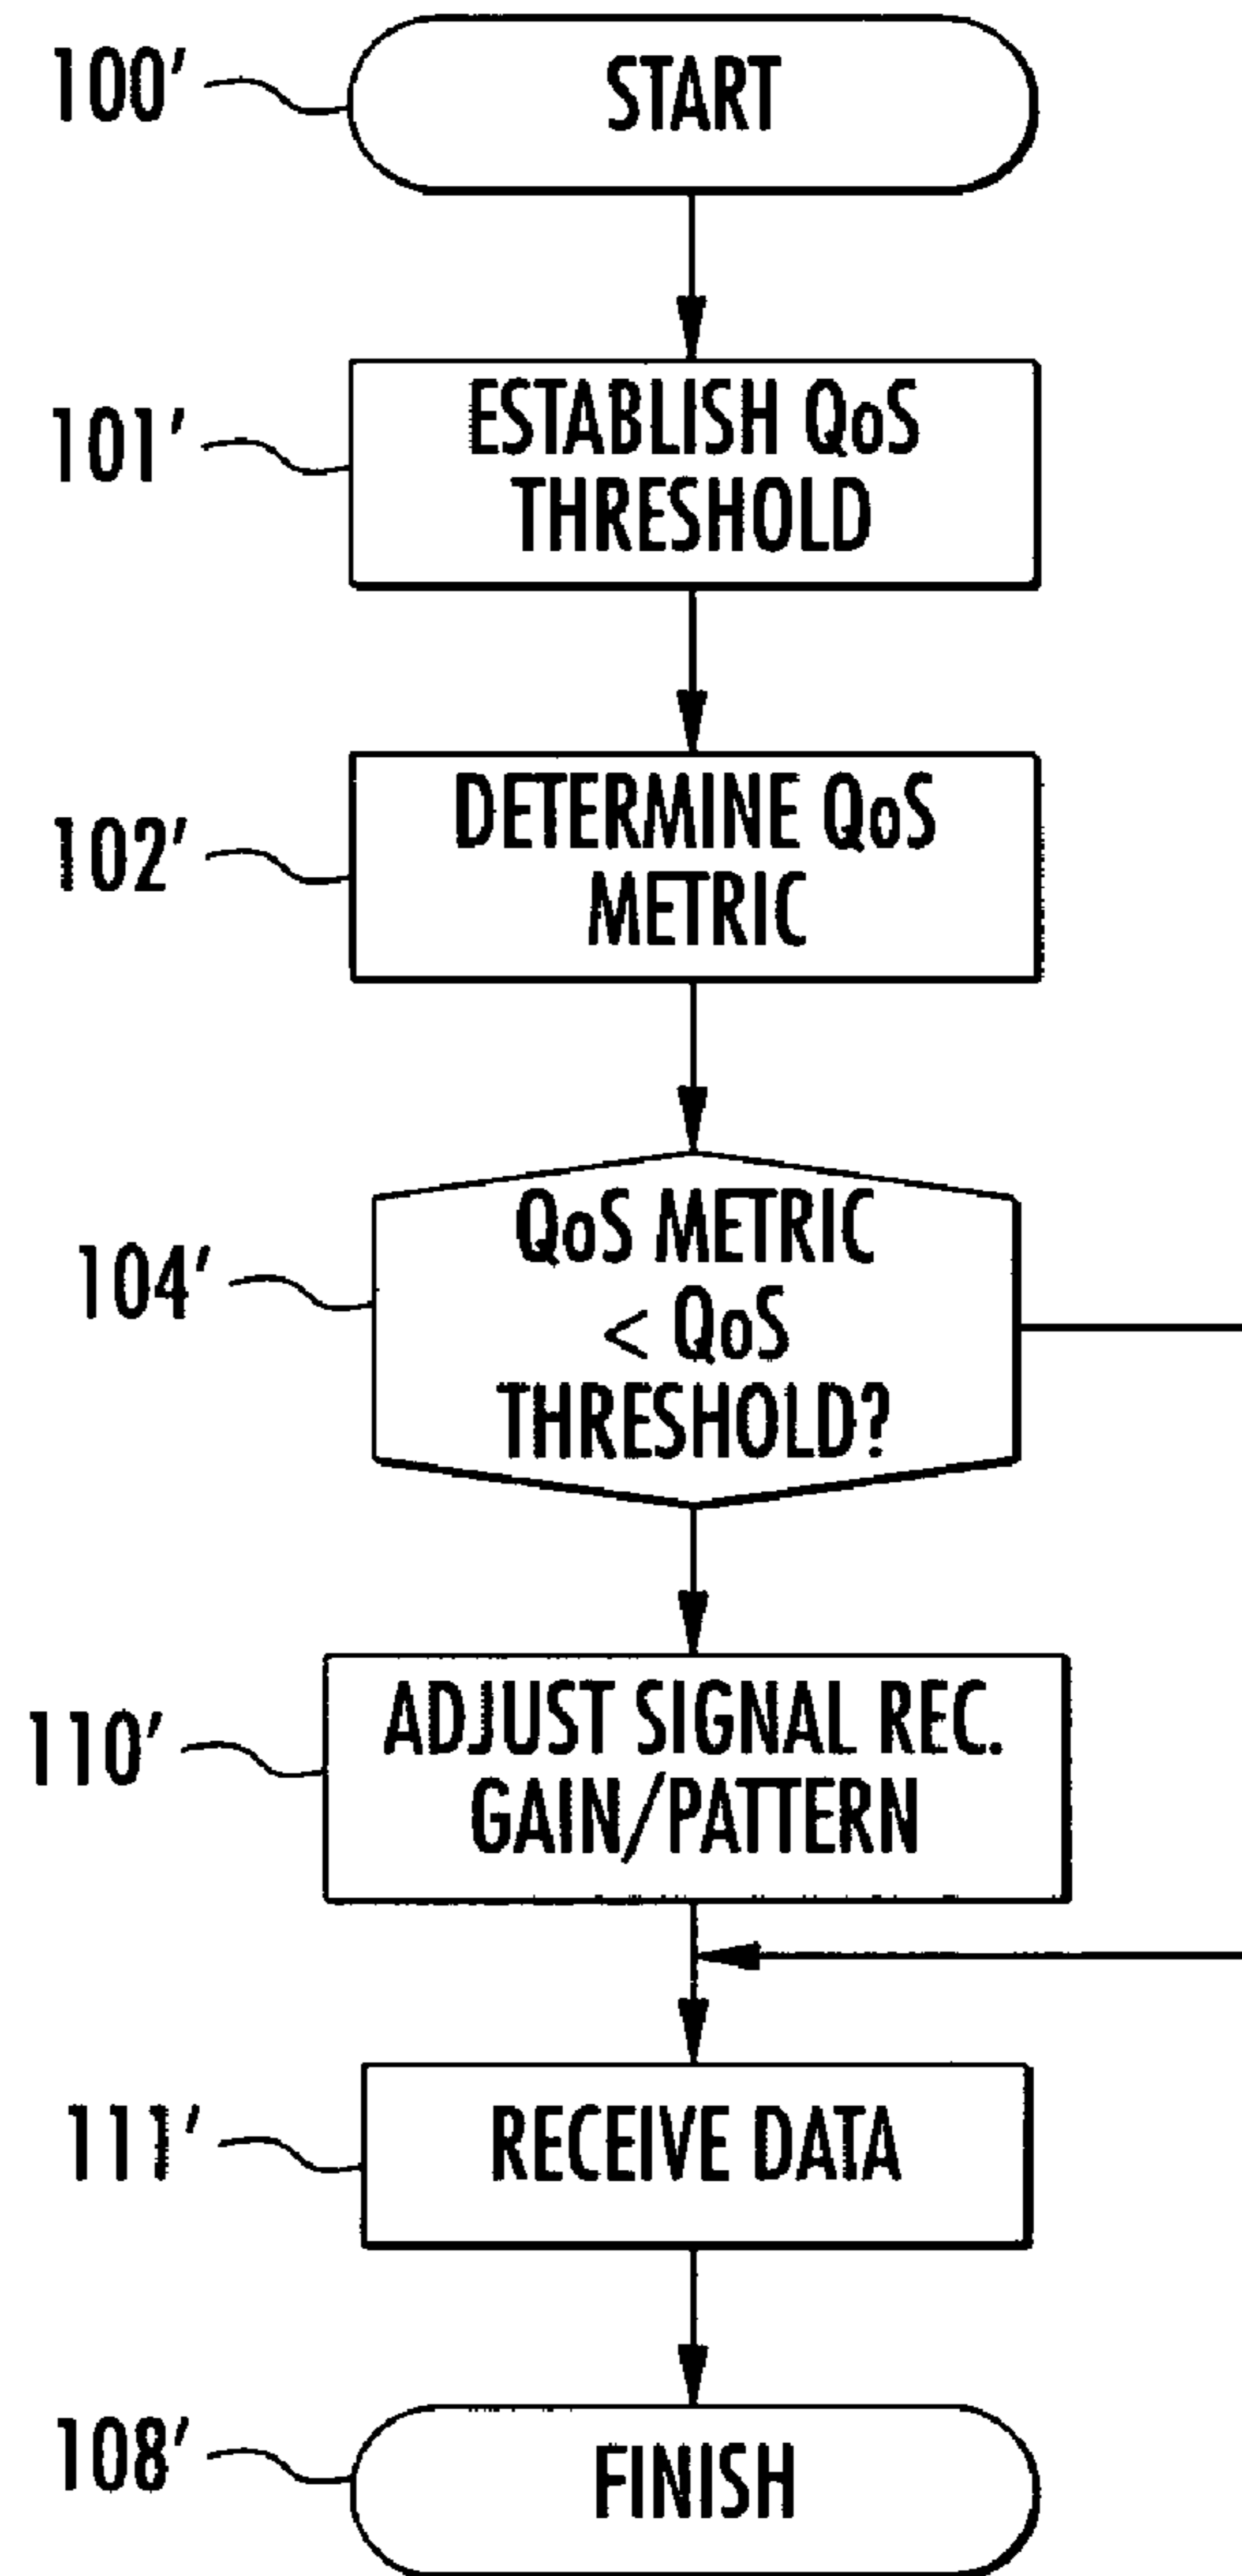 100'
START
101'
ESTABLISH QoS
THRESHOLD
102'
DETERMINE QoS
METRIC
104'
QoS METRIC
< QoS
THRESHOLD?
110'
ADJUST SIGNAL REC.
GAIN/PATTERN
111'
RECEIVE DATA
108'
FINISH